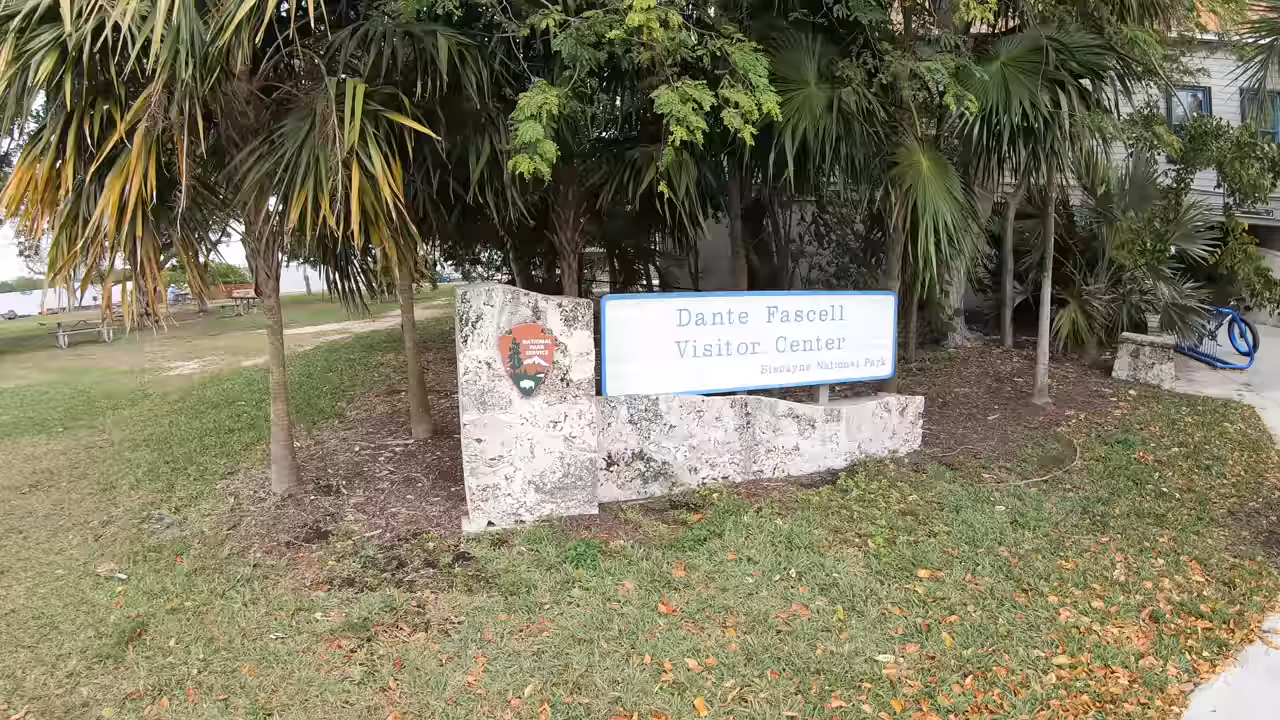 NATIONAL
PARK
SERVICE
Dante Fascell
Visitor Center
Biscayne National Park